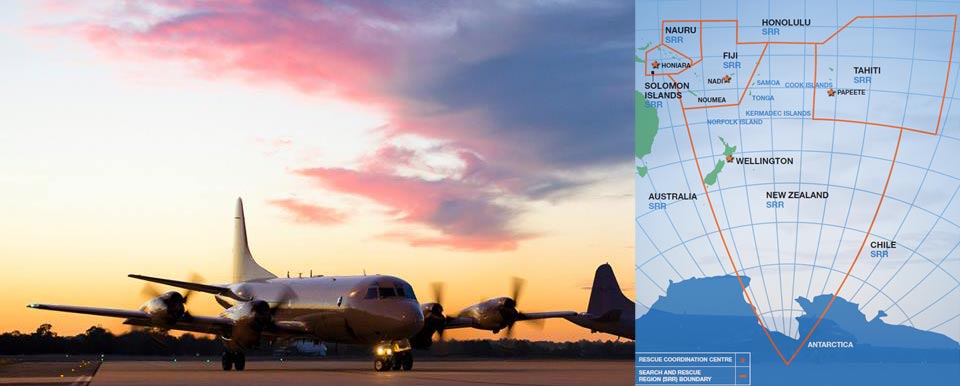 HONOLULU
SRR
NAURU
SRR
FIJI
SRR
HONIARA
TAHITI
SRR
NADI
SAMOA
COOK ISLANDS
SOLOMON
ISLANDS
SRR
PAPEETE
NOUMEA
TONGA
KERMADEC ISLANDS
NORFOLK ISLAND
WELLINGTON
AUSTRALIA
SRR
NEW ZEALAND
SRR
CHILE
SRR
ANTARCTICA
RESCUE COORDINATION CENTRE
SEARCH AND RESCUE
REGION (SRR) BOUNDARY